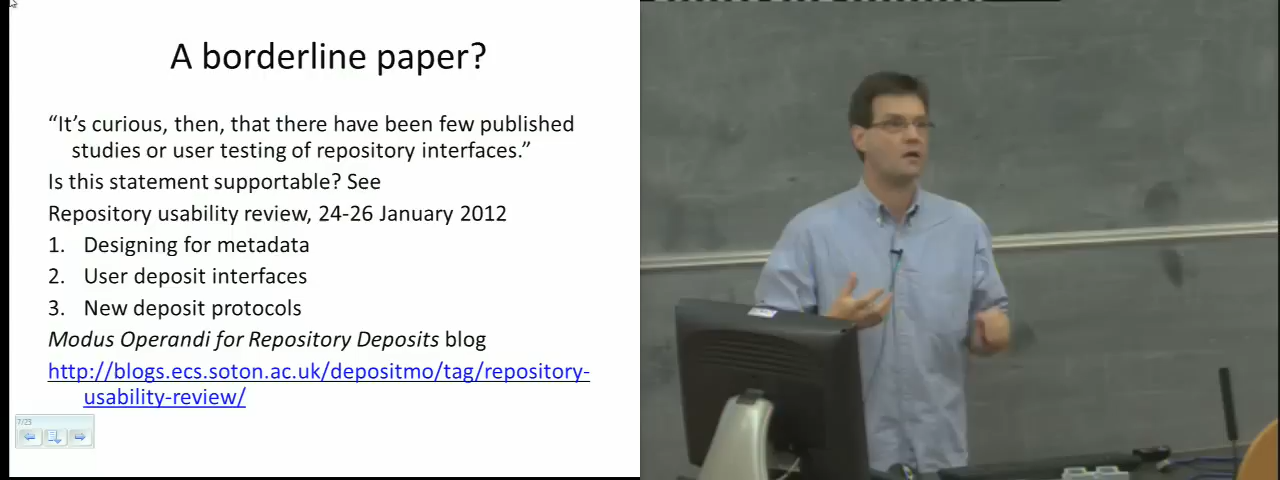 A borderline paper?
“It’s curious, then, that there have been few published
studies or user testing of repository interfaces.”
Is this statement supportable? See
Repository usability review, 24-26 January 2012
1. Designing for metadata
2. User deposit interfaces
3. New deposit protocols
Modus Operandi for Repository Deposits blog
http://blogs.ecs.soton.ac.uk/depositmo/tag/repository-
usability-review/
7/23